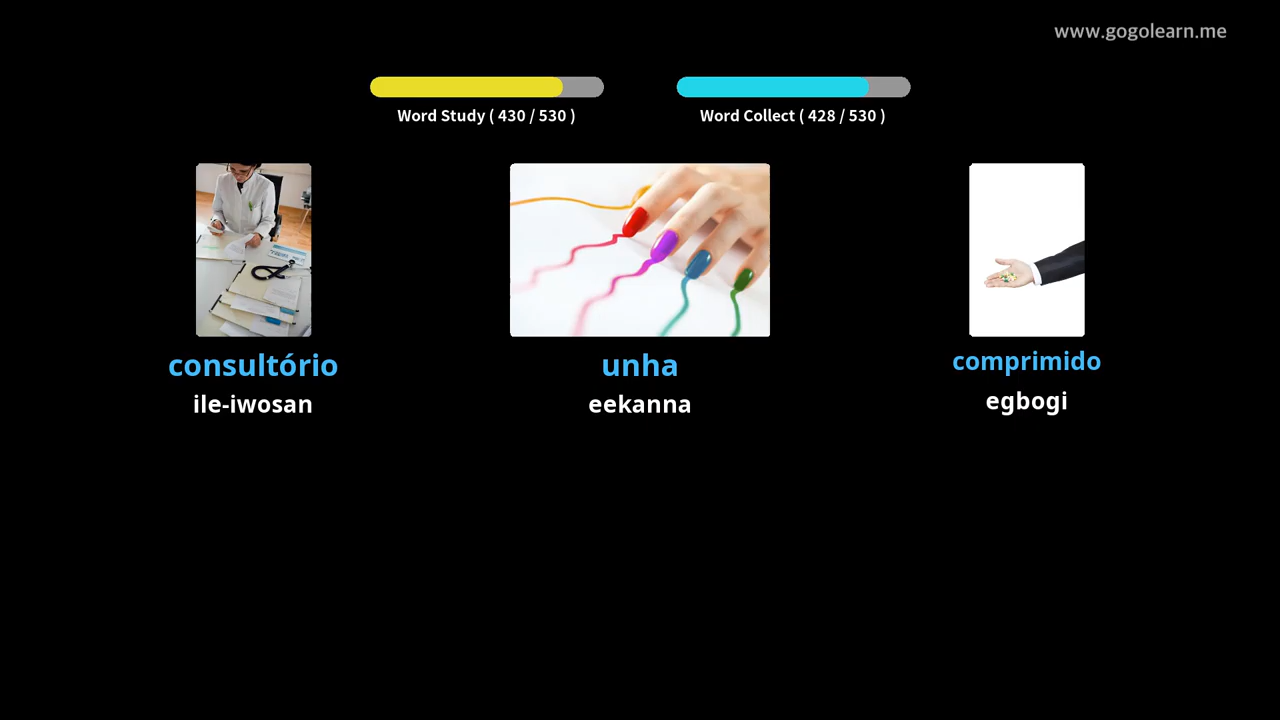 www.gogolearn.me
Word Study ( 430 / 530 )
Word Collect ( 428 / 530 )
consultório
ile-iwosan
unha
eekanna
comprimido
egbogi